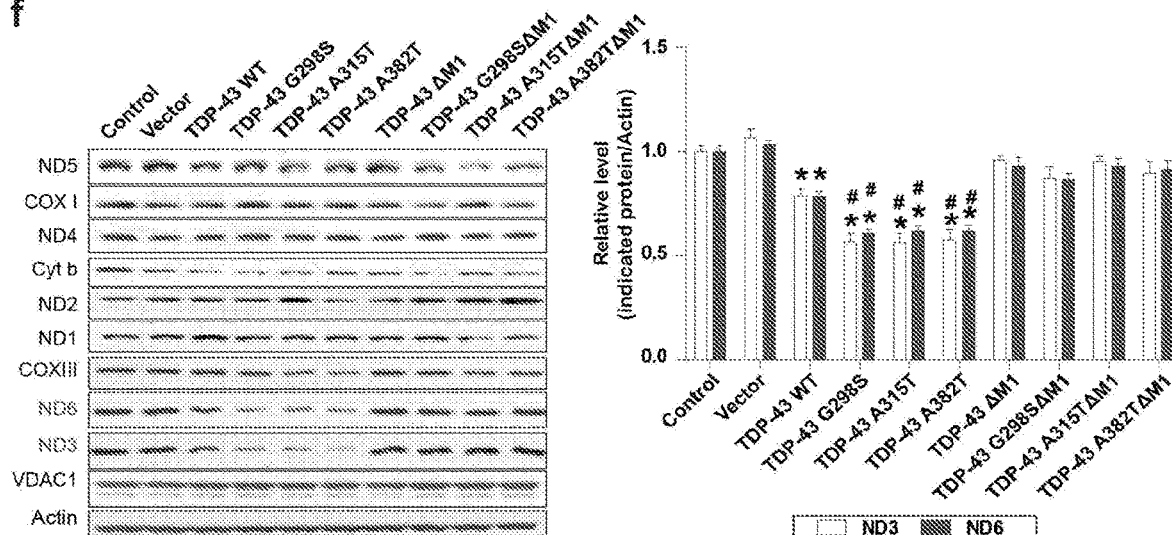 f
Control
Vector
TDP-43 WT
TDP-43 G298S
TDP-43 A315T
TDP-43 A382T
TDP-43 ΔM1
TDP-43 G298SΔM1
TDP-43 A315TΔM1
TDP-43 A382TΔM1
ND5
COX I
ND4
Cyt b
ND2
ND1
COXIII
ND6
ND3
VDAC1
Actin
Relative level
(indicated protein/Actin)
1.5
1.0
0.5
0.0
* *
# #
* *
# #
* *
# #
* *
Control
Vector
TDP-43 WT
TDP-43 G298S
TDP-43 A315T
TDP-43 A382T
TDP-43 ΔM1
TDP-43 G298SΔM1
TDP-43 A315TΔM1
TDP-43 A382TΔM1
ND3 ND6